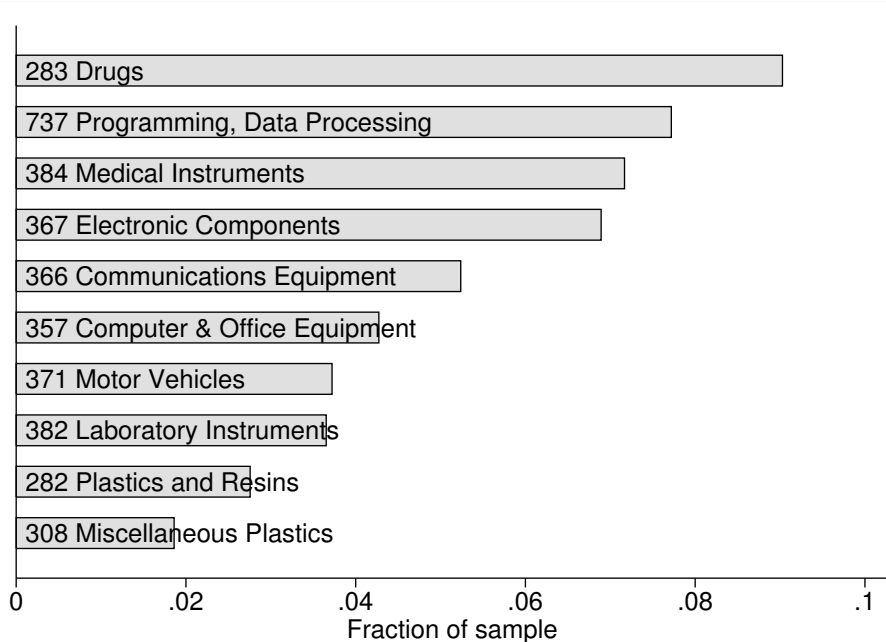 283 Drugs
737 Programming, Data Processing
384 Medical Instruments
367 Electronic Components
366 Communications Equipment
357 Computer & Office Equipment
371 Motor Vehicles
382 Laboratory Instruments
282 Plastics and Resins
308 Miscellaneous Plastics
0 .02 .04 .06 .08 .1
Fraction of sample